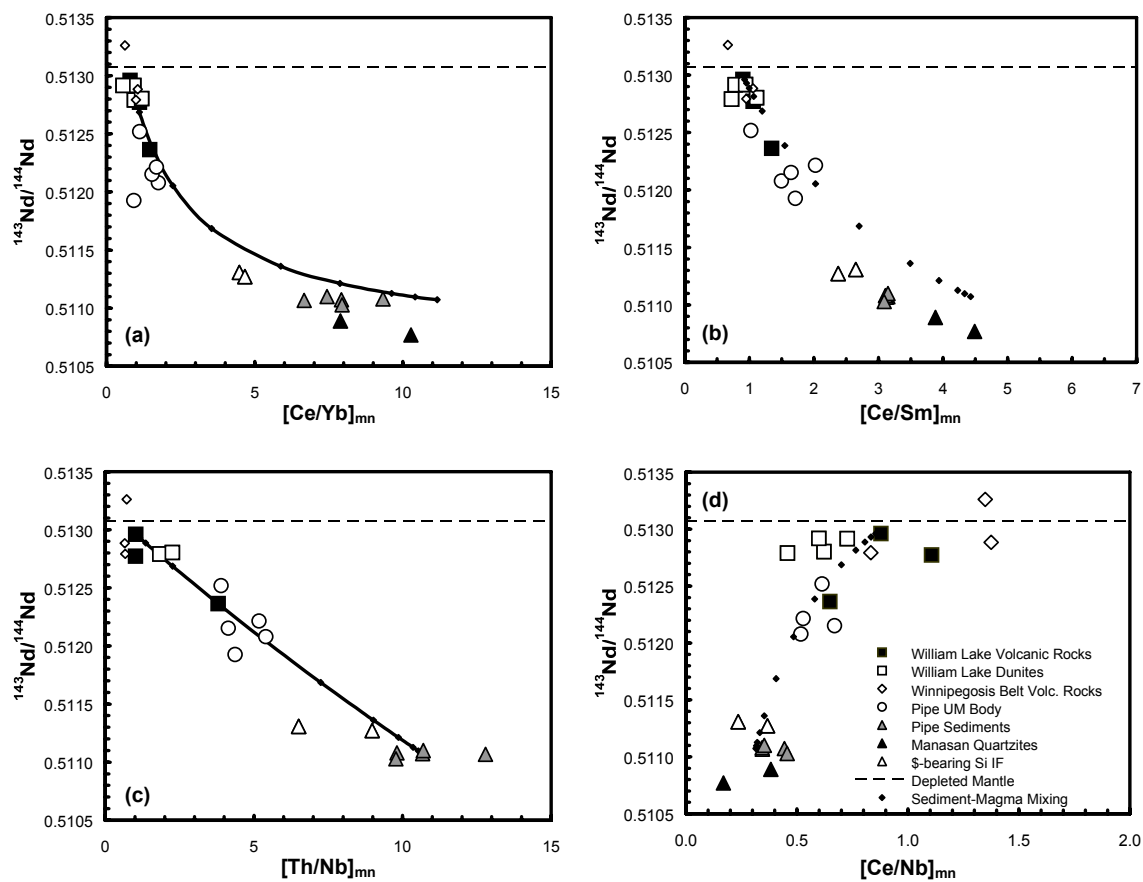 0.5135
0.5130
0.5125
0.5120
0.5115
0.5110
0.5105
¹⁴³Nd/¹⁴⁴Nd
(a)
0 5 10 15
[Ce/Yb]mn
0.5135
0.5130
0.5125
0.5120
0.5115
0.5110
0.5105
¹⁴³Nd/¹⁴⁴Nd
(b)
0 1 2 3 4 5 6 7
[Ce/Sm]mn
0.5135
0.5130
0.5125
0.5120
0.5115
0.5110
0.5105
¹⁴³Nd/¹⁴⁴Nd
(c)
0 5 10 15
[Th/Nb]mn
0.5135
0.5130
0.5125
0.5120
0.5115
0.5110
0.5105
¹⁴³Nd/¹⁴⁴Nd
(d)
William Lake Volcanic Rocks
William Lake Dunites
Winnipegosis Belt Volc. Rocks
Pipe UM Body
Pipe Sediments
Manasan Quartzites
$-bearing Si IF
Depleted Mantle
Sediment-Magma Mixing
0.0 0.5 1.0 1.5 2.0
[Ce/Nb]mn